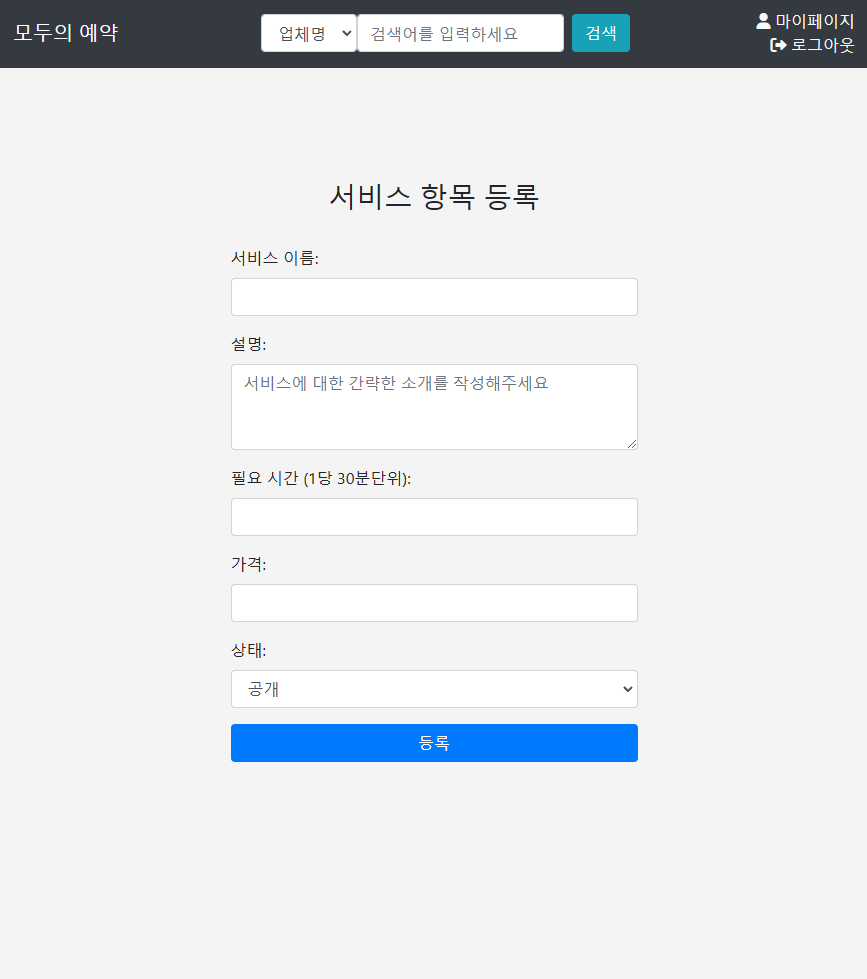 모두의 예약
업체명
검색어를 입력하세요
검색
마이페이지
로그아웃
서비스 항목 등록
서비스 이름:
설명:
서비스에 대한 간략한 소개를 작성해주세요
필요 시간 (1당 30분단위):
가격:
상태:
공개
등록